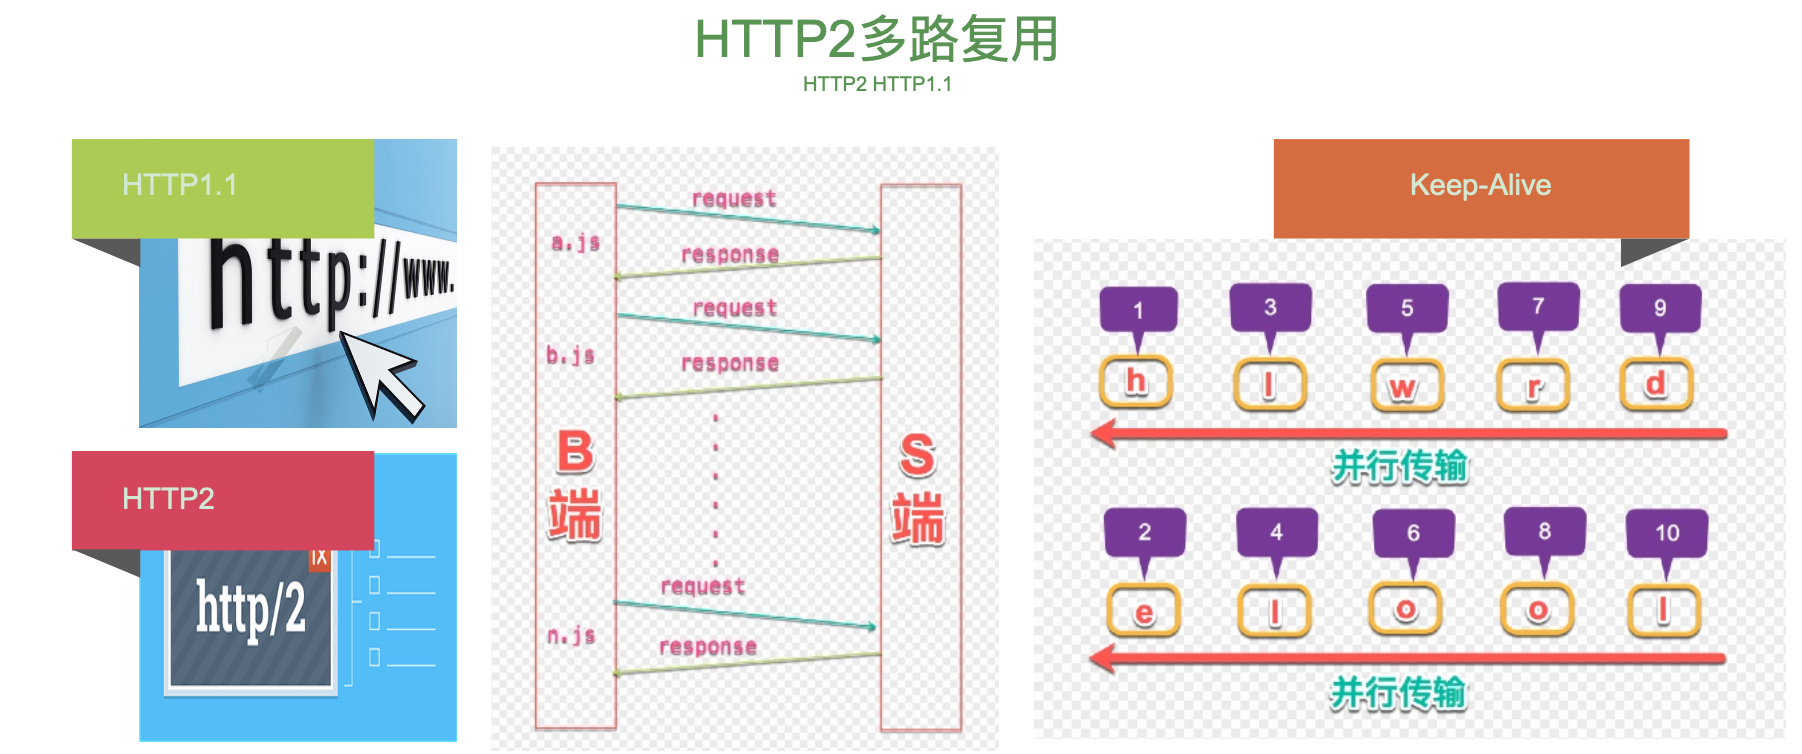 HTTP2多路复用
HTTP2 HTTP1.1
HTTP1.1
http://www.
HTTP2
http/2
request
a.js
response
request
b.js
response
B
端
S
端
request
n.js
response
Keep-Alive
1 3 5 7 9
h l w r d
并行传输
2 4 6 8 10
e l o o l
并行传输